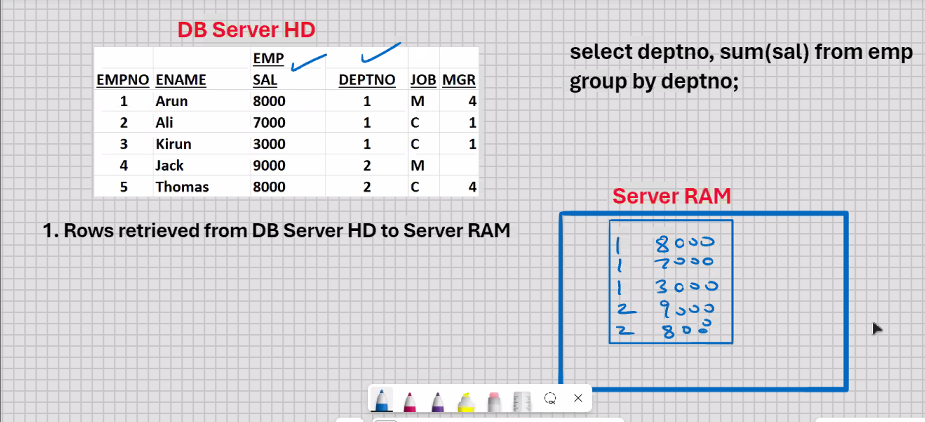 DB Server HD
EMP
EMPNO ENAME SAL DEPTNO JOB MGR
1 Arun 8000 1 M 4
2 Ali 7000 1 C 1
3 Kirun 3000 1 C 1
4 Jack 9000 2 M
5 Thomas 8000 2 C 4
select deptno, sum(sal) from emp
group by deptno;
1. Rows retrieved from DB Server HD to Server RAM
Server RAM
1 8000
1 7000
1 3000
2 9000
2 8000